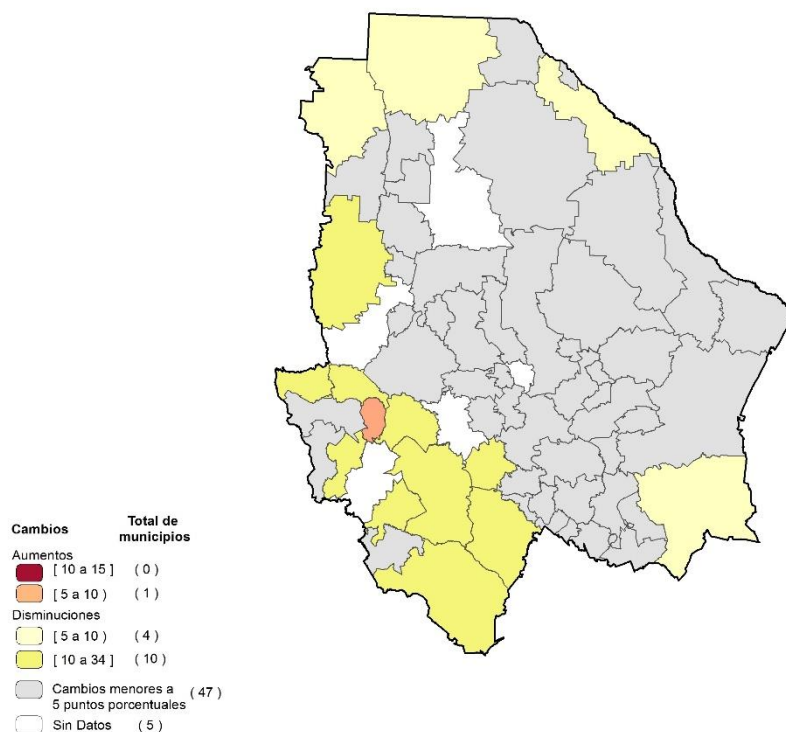 Cambios Total de municipios
Aumentos
[ 10 a 15 ] ( 0 )
[ 5 a 10 ) ( 1 )
Disminuciones
[ 5 a 10 ) ( 4 )
[ 10 a 34 ] ( 10 )
Cambios menores a
5 puntos porcentuales ( 47 )
Sin Datos ( 5 )